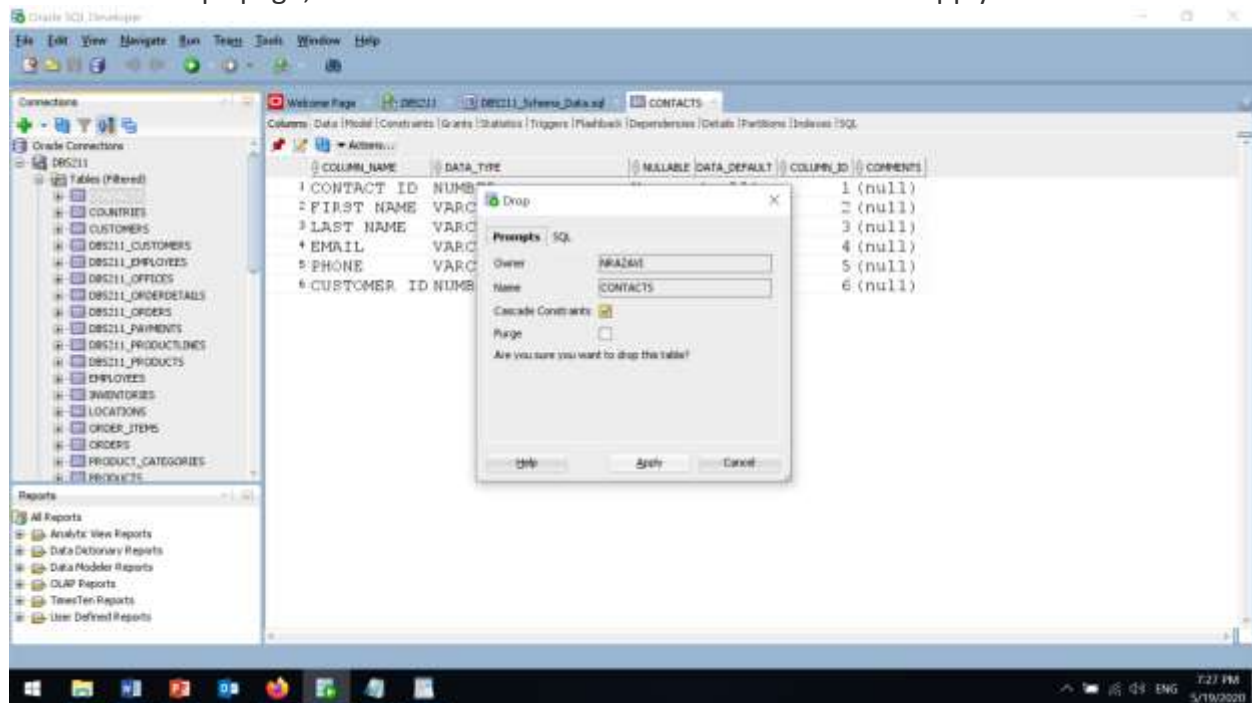 Oracle SQL Developer
File Edit View Navigate Run Team Tools Window Help
Connections
Oracle Connections
DBS211
Tables (Filtered)
COUNTRIES
CUSTOMERS
DBS211_CUSTOMERS
DBS211_EMPLOYEES
DBS211_OFFICES
DBS211_ORDERDETAILS
DBS211_ORDERS
DBS211_PAYMENTS
DBS211_PRODUCTLINES
DBS211_PRODUCTS
EMPLOYEES
INVENTORIES
LOCATIONS
ORDER_ITEMS
ORDERS
PRODUCT_CATEGORIES
PRODUCTS
Reports
All Reports
Analytic View Reports
Data Dictionary Reports
Data Modeler Reports
OLAP Reports
TimesTen Reports
User Defined Reports
Welcome Page DBS211 DBS211_Schema_Data.sql CONTACTS
Columns Data Model Constraints Grants Statistics Triggers Flashback Dependencies Details Partitions Indexes SQL
Actions...
COLUMN_NAME DATA_TYPE NULLABLE DATA_DEFAULT COLUMN_ID COMMENTS
1 CONTACT_ID NUMB 1 (null)
2 FIRST_NAME VARC 2 (null)
3 LAST_NAME VARC 3 (null)
4 EMAIL VARC 4 (null)
5 PHONE VARC 5 (null)
6 CUSTOMER_ID NUMB 6 (null)
Drop
Prompts SQL
Owner NRAZAVI
Name CONTACTS
Cascade Constraints
Purge
Are you sure you want to drop this table?
Help Apply Cancel
ENG 7:27 PM
5/19/2020